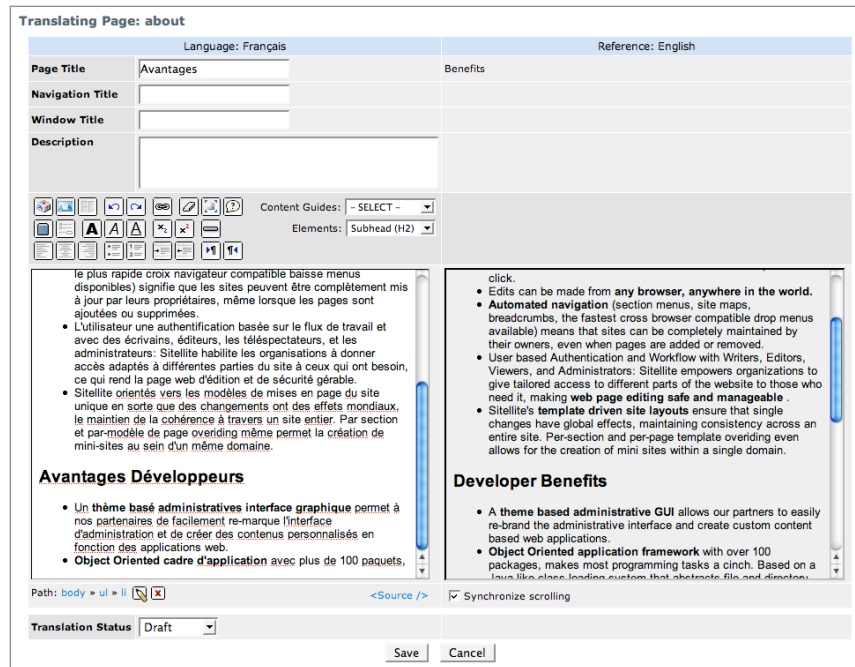 Translating Page: about
Language: Français
Reference: English
Page Title
Avantages
Benefits
Navigation Title
Window Title
Description
Content Guides: - SELECT -
Elements: Subhead (H2)
le plus rapide croix navigateur compatible baisse menus
disponibles) signifie que les sites peuvent être complètement mis
à jour par leurs propriétaires, même lorsque les pages sont
ajoutées ou supprimées.
L'utilisateur une authentification basée sur le flux de travail et
avec des écrivains, éditeurs, les téléspectateurs, et les
administrateurs: Sitellite habilite les organisations à donner
accès adaptés à différentes parties du site à ceux qui ont besoin,
ce qui rend la page web d'édition et de sécurité gérable.
Sitellite orientés vers les modèles de mises en page du site
unique en sorte que des changements ont des effets mondiaux,
le maintien de la cohérence à travers un site entier. Par section
et par-modèle de page overiding même permet la création de
mini-sites au sein d'un même domaine.
Avantages Développeurs
Un thème basé administratives interface graphique permet à
nos partenaires de facilement re-marque l'interface
d'administration et de créer des contenus personnalisés en
fonction des applications web.
Object Oriented cadre d'application avec plus de 100 paquets,
click.
Edits can be made from any browser, anywhere in the world.
Automated navigation (section menus, site maps,
breadcrumbs, the fastest cross browser compatible drop menus
available) means that sites can be completely maintained by
their owners, even when pages are added or removed.
User based Authentication and Workflow with Writers, Editors,
Viewers, and Administrators: Sitellite empowers organizations to
give tailored access to different parts of the website to those who
need it, making web page editing safe and manageable .
Sitellite's template driven site layouts ensure that single
changes have global effects, maintaining consistency across an
entire site. Per-section and per-page template overiding even
allows for the creation of mini sites within a single domain.
Developer Benefits
A theme based administrative GUI allows our partners to easily
re-brand the administrative interface and create custom content
based web applications.
Object Oriented application framework with over 100
packages, makes most programming tasks a cinch. Based on a
Java-like class loading system that abstracts file and directory
Path: body » ul » li
<Source />
Synchronize scrolling
Translation Status
Draft
Save
Cancel